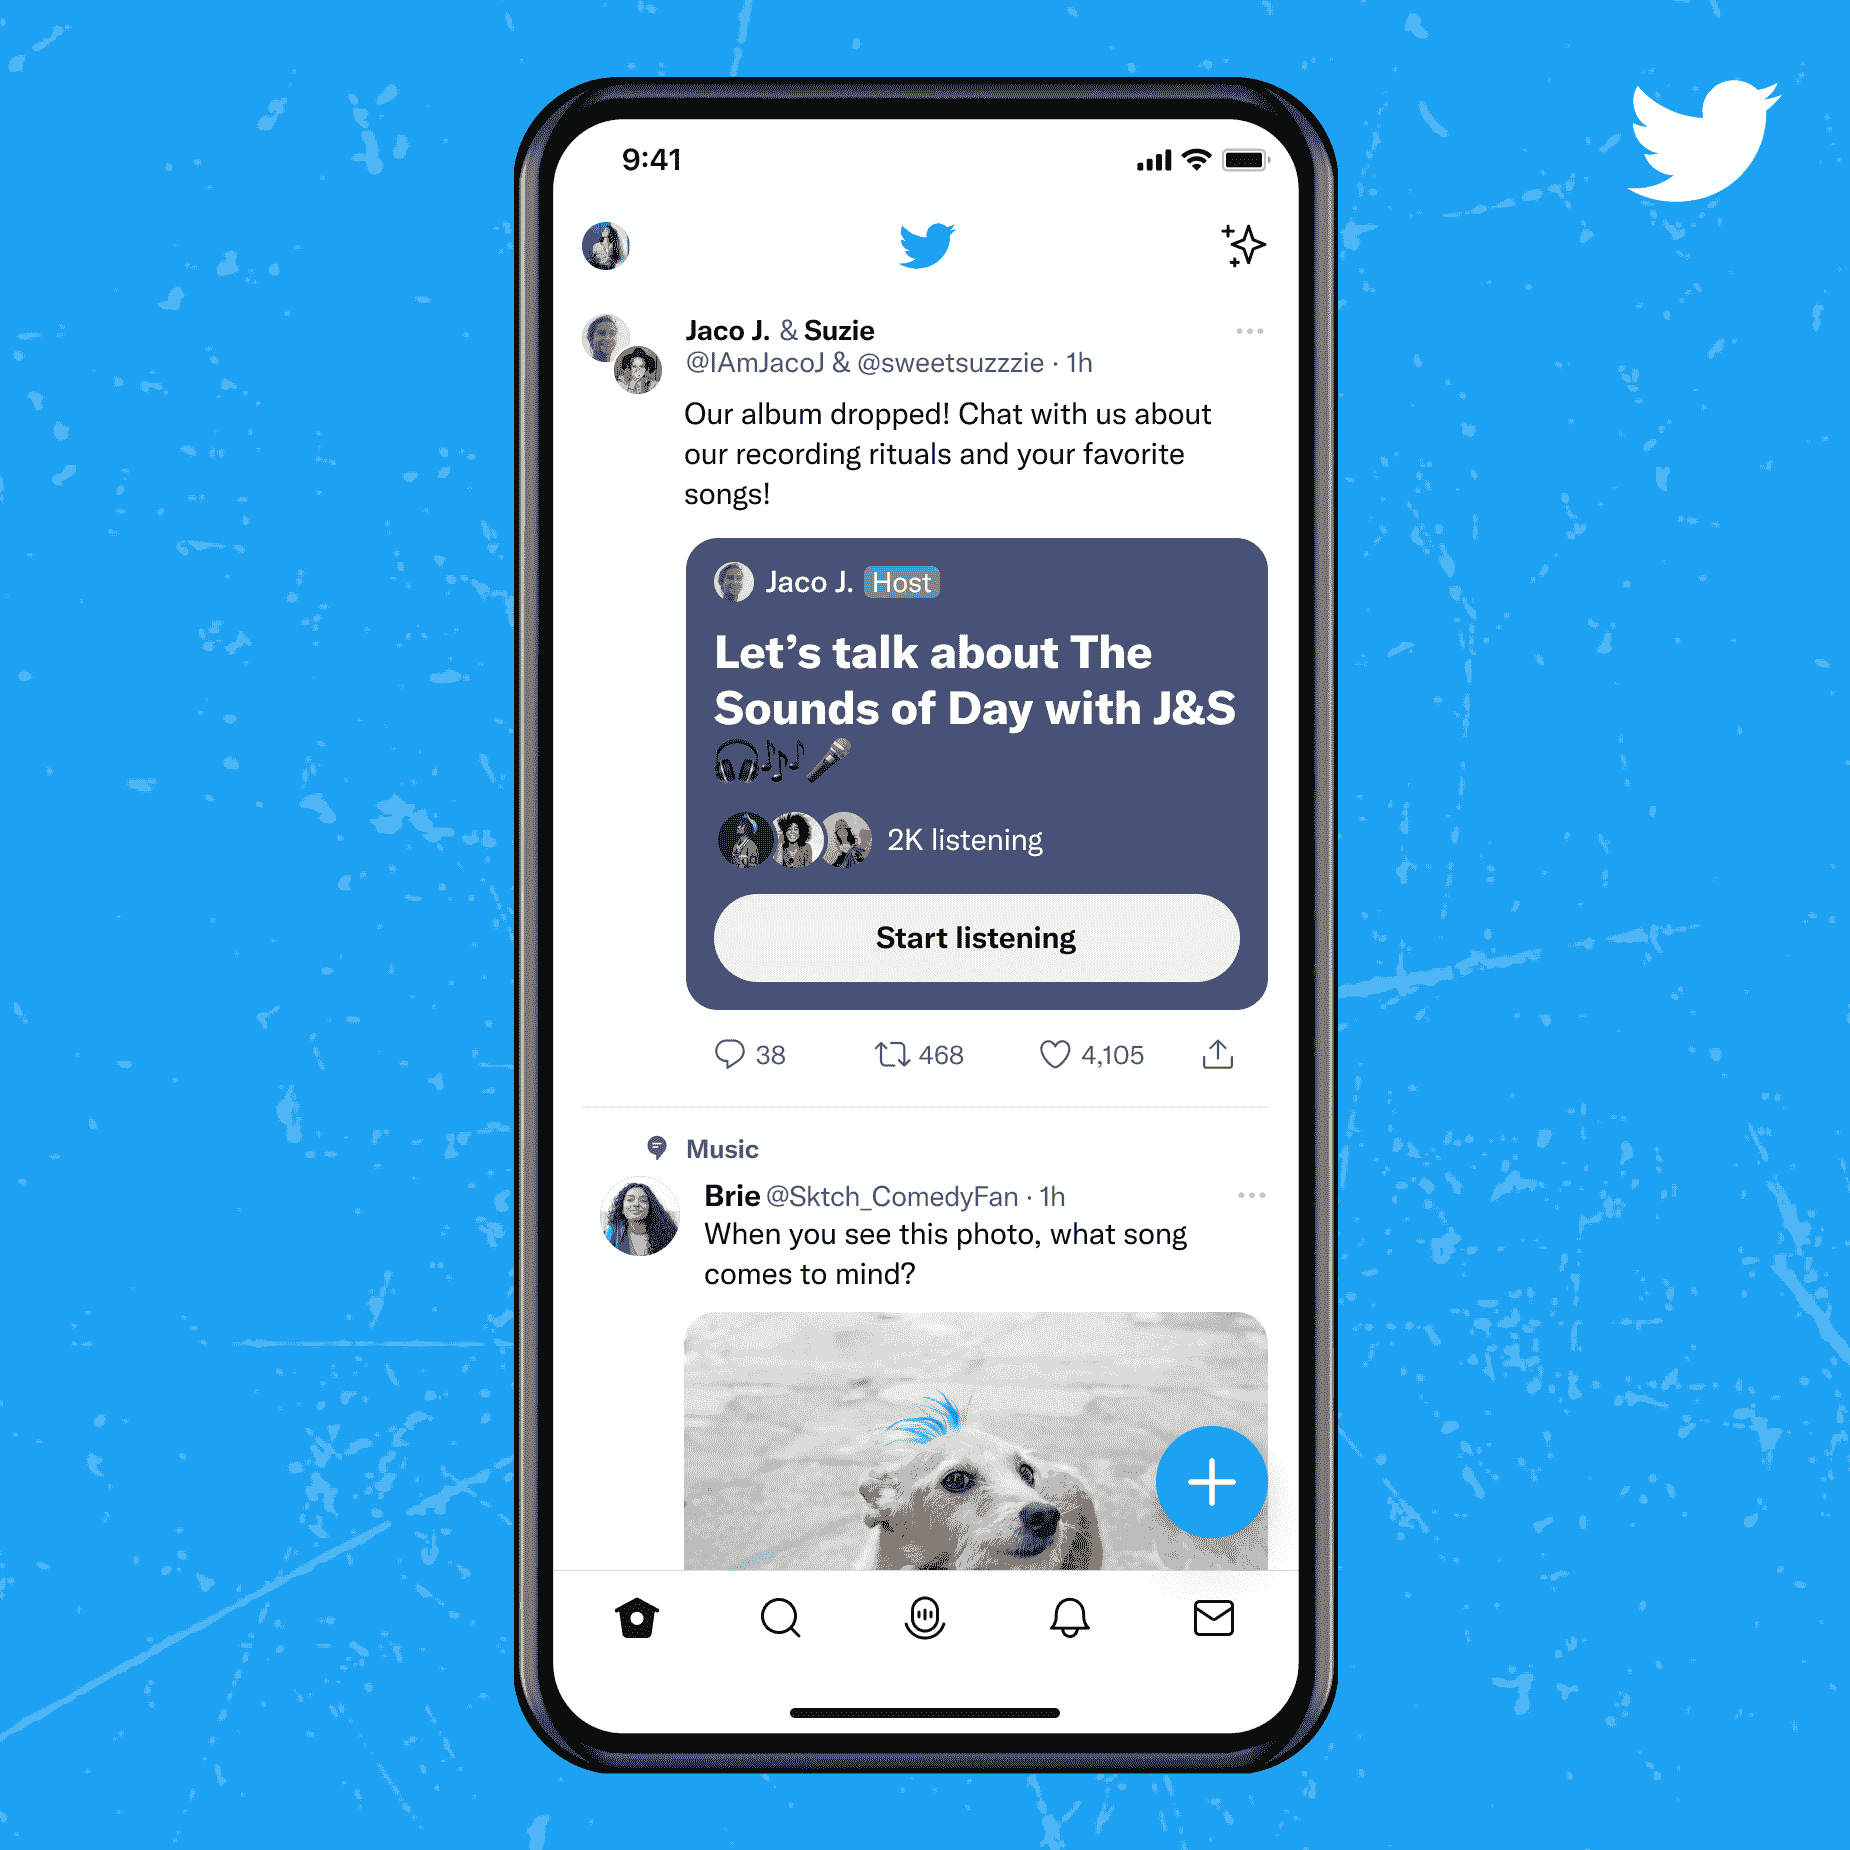 9:41
Jaco J. & Suzie
@IAmJacoJ & @sweetsuzzzie · 1h
Our album dropped! Chat with us about
our recording rituals and your favorite
songs!
Jaco J. Host
Let’s talk about The
Sounds of Day with J&S
🎧🎶🎤
2K listening
Start listening
38 468 4,105
Music
Brie @Sktch_ComedyFan · 1h
When you see this photo, what song
comes to mind?